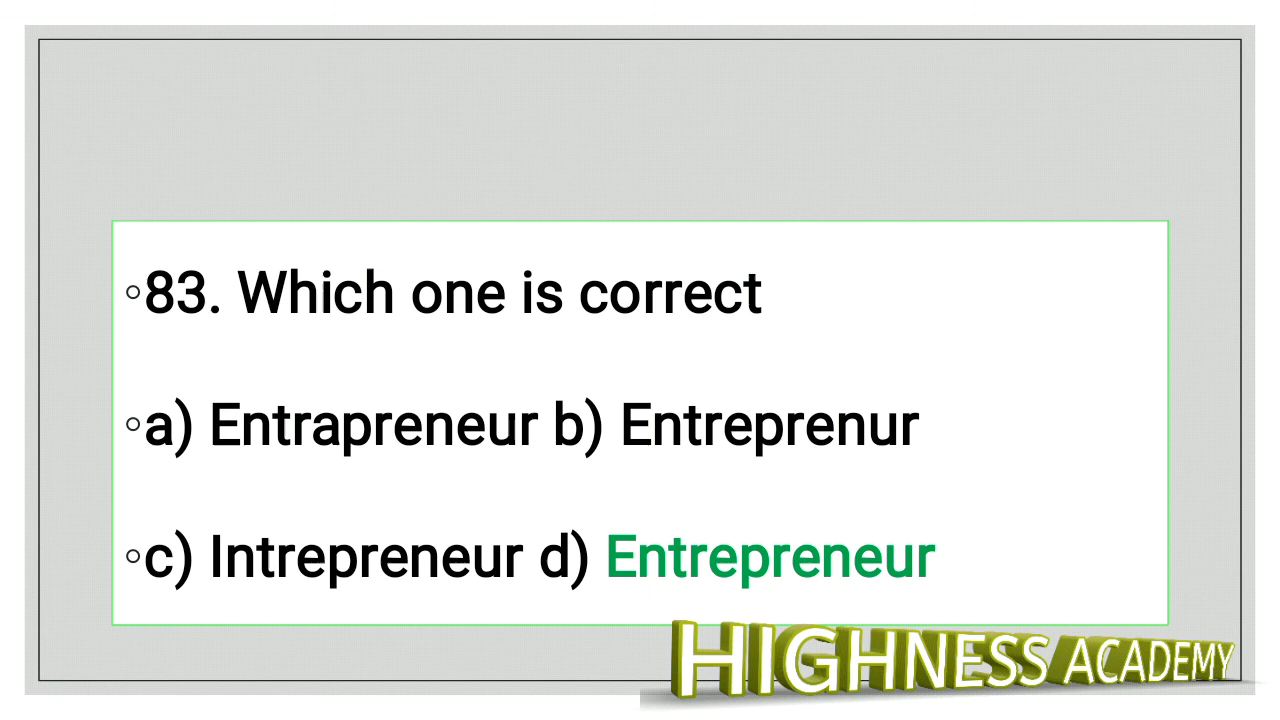 ◦83. Which one is correct
◦a) Entrapreneur b) Entreprenur
◦c) Intrepreneur d) Entrepreneur
HIGHNESS ACADEMY